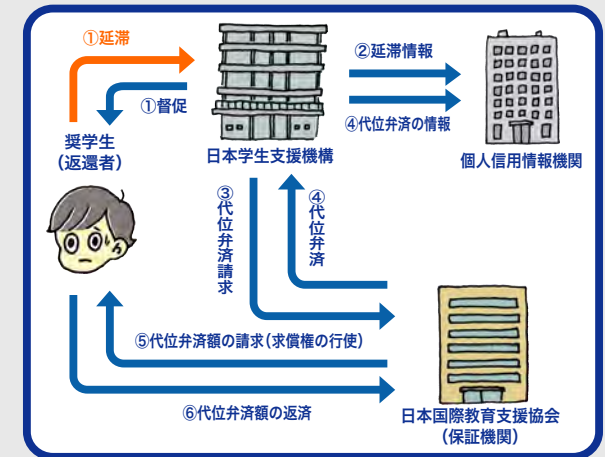 ①延滞
①督促
②延滞情報
④代位弁済の情報
奨学生
（返還者）
日本学生支援機構
個人信用情報機関
③代位弁済請求
④代位弁済
⑤代位弁済額の請求（求償権の行使）
⑥代位弁済額の返済
日本国際教育支援協会
（保証機関）